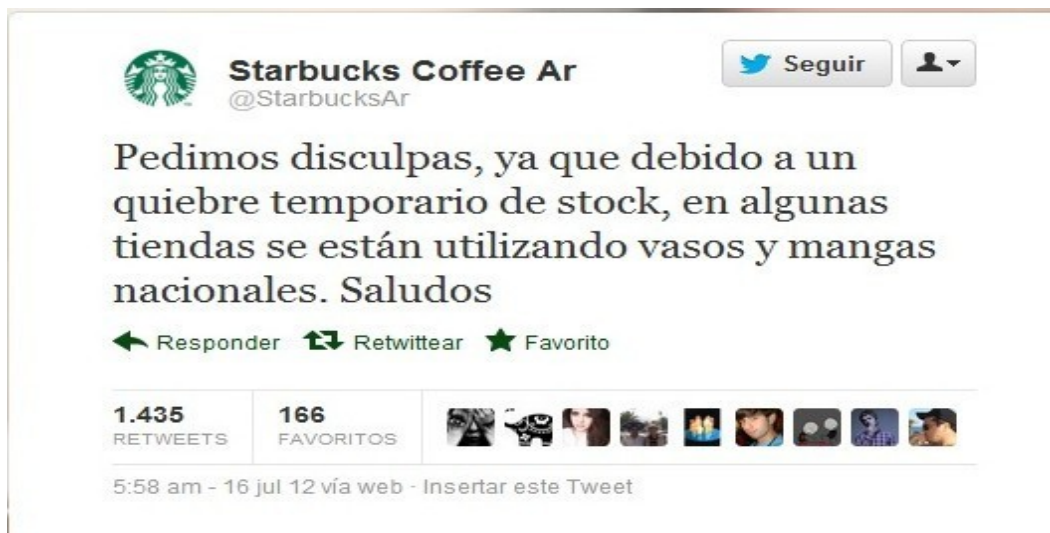 Starbucks Coffee Ar
@StarbucksAr
Seguir
Pedimos disculpas, ya que debido a un
quiebre temporario de stock, en algunas
tiendas se están utilizando vasos y mangas
nacionales. Saludos
Responder Retwittear Favorito
1.435 166
RETWEETS FAVORITOS
5:58 am - 16 jul 12 vía web · Insertar este Tweet